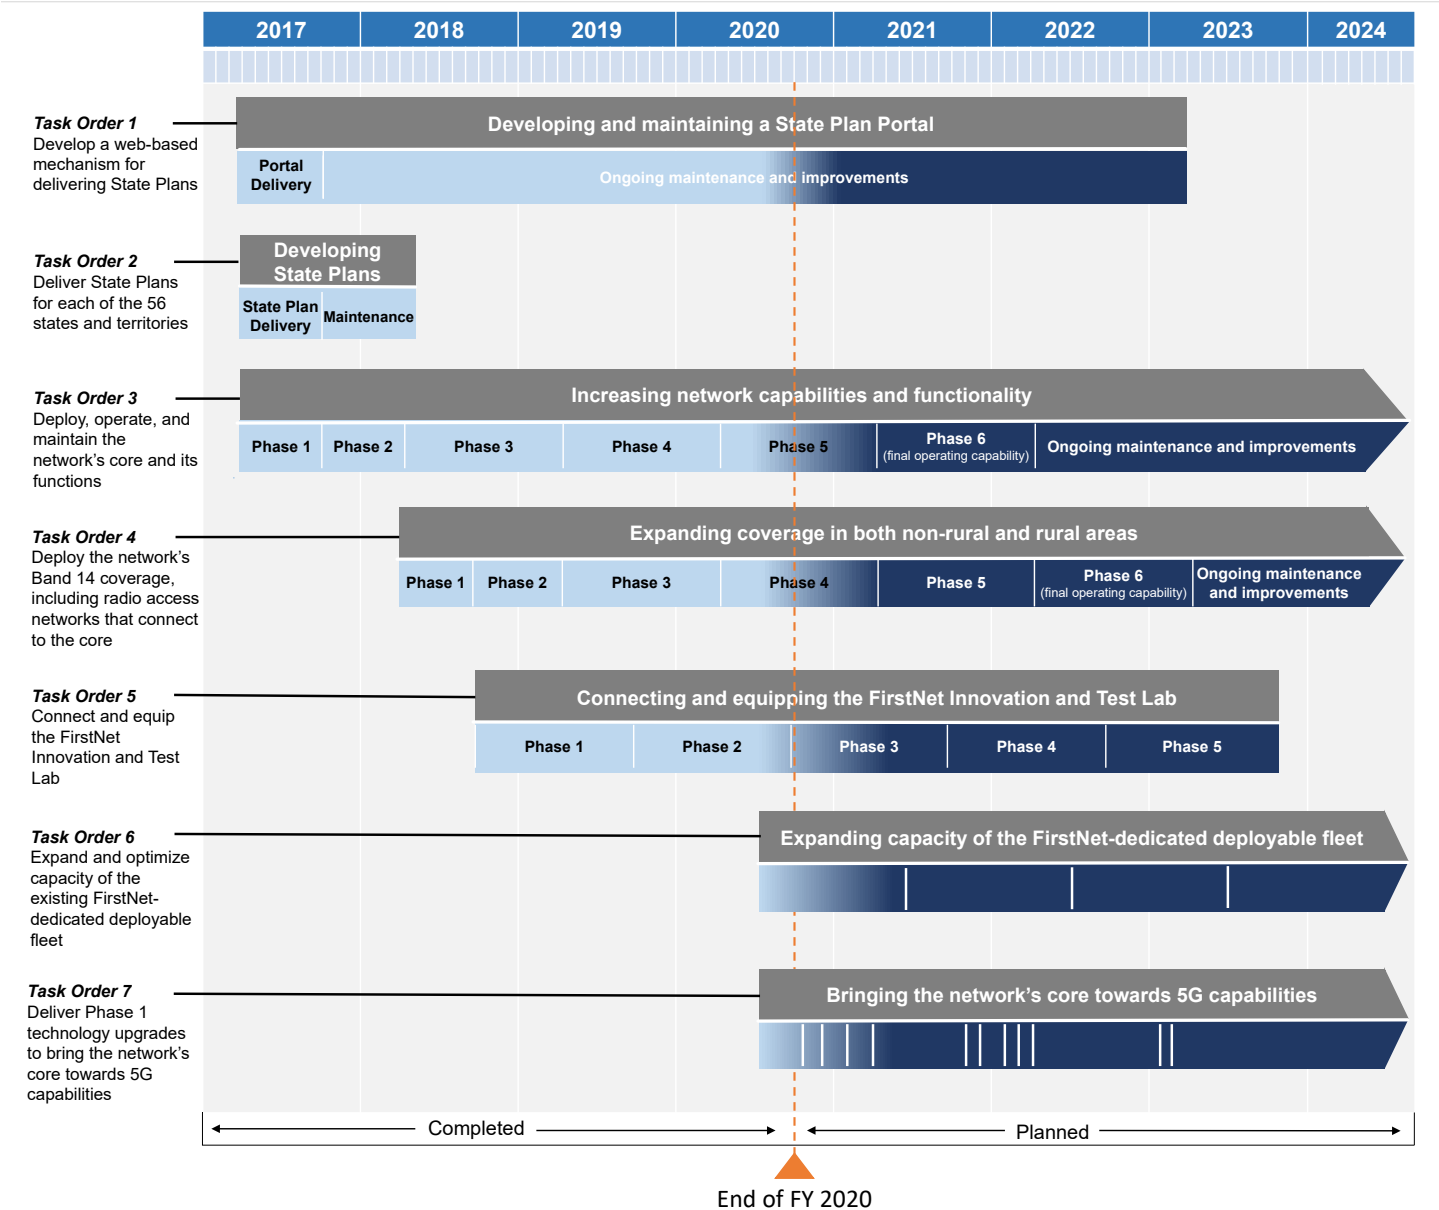 2017 2018 2019 2020 2021 2022 2023 2024
Task Order 1
Develop a web-based
mechanism for
delivering State Plans
Developing and maintaining a State Plan Portal
Portal
Delivery
Ongoing maintenance and improvements
Task Order 2
Deliver State Plans
for each of the 56
states and territories
Developing
State Plans
State Plan
Delivery
Maintenance
Task Order 3
Deploy, operate, and
maintain the
network's core and its
functions
Increasing network capabilities and functionality
Phase 1
Phase 2
Phase 3
Phase 4
Phase 5
Phase 6
(final operating capability)
Ongoing maintenance and improvements
Task Order 4
Deploy the network's
Band 14 coverage,
including radio access
networks that connect
to the core
Expanding coverage in both non-rural and rural areas
Phase 1
Phase 2
Phase 3
Phase 4
Phase 5
Phase 6
(final operating capability)
Ongoing maintenance
and improvements
Task Order 5
Connect and equip
the FirstNet
Innovation and Test
Lab
Connecting and equipping the FirstNet Innovation and Test Lab
Phase 1
Phase 2
Phase 3
Phase 4
Phase 5
Task Order 6
Expand and optimize
capacity of the
existing FirstNet-
dedicated deployable
fleet
Expanding capacity of the FirstNet-dedicated deployable fleet
Task Order 7
Deliver Phase 1
technology upgrades
to bring the network's
core towards 5G
capabilities
Bringing the network's core towards 5G capabilities
Completed
Planned
End of FY 2020